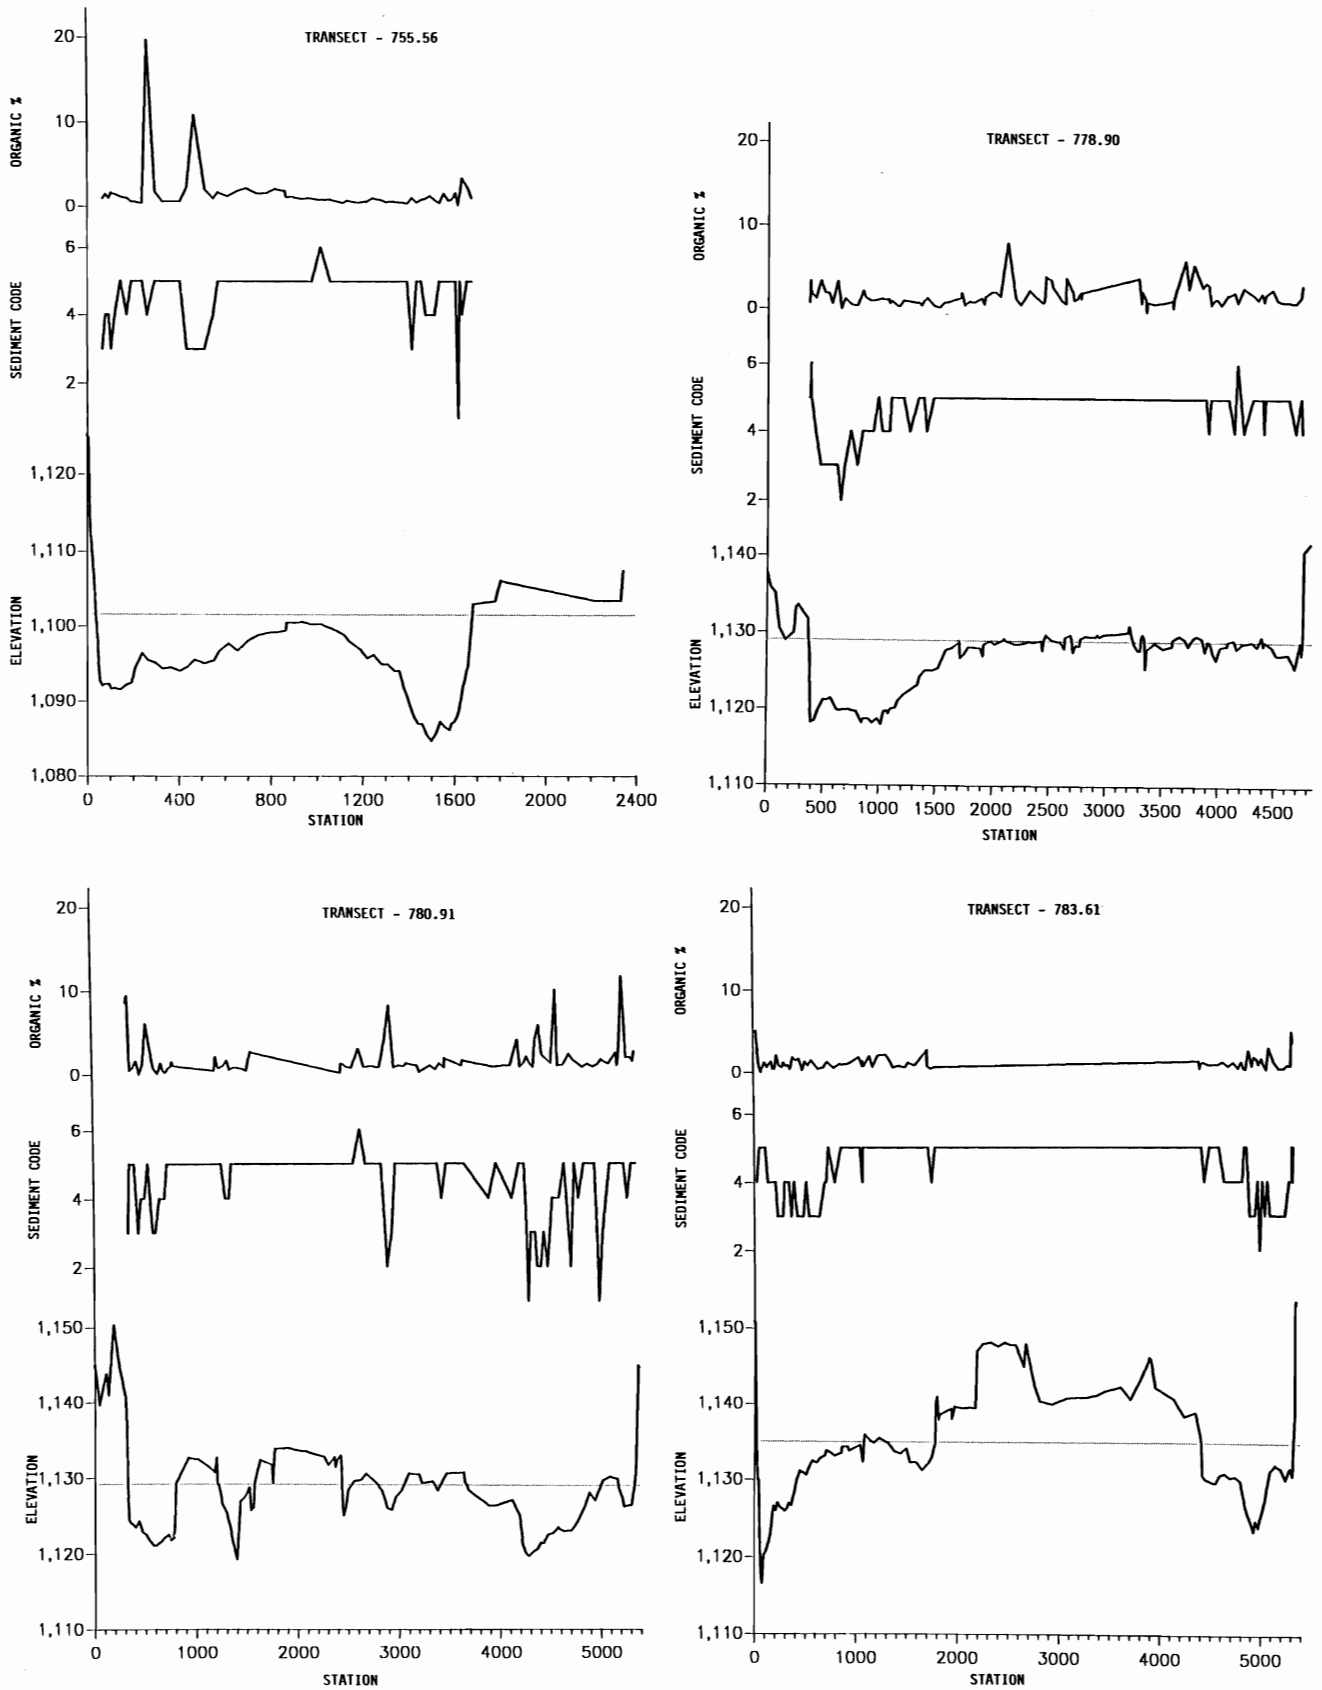 TRANSECT - 755.56
ORGANIC %
20
10
0
SEDIMENT CODE
6
4
2
ELEVATION
1,120
1,110
1,100
1,090
1,080
0 400 800 1200 1600 2000 2400
STATION
TRANSECT - 778.90
ORGANIC %
20
10
0
SEDIMENT CODE
6
4
2
ELEVATION
1,140
1,130
1,120
1,110
0 500 1000 1500 2000 2500 3000 3500 4000 4500
STATION
TRANSECT - 780.91
ORGANIC %
20
10
0
SEDIMENT CODE
6
4
2
ELEVATION
1,150
1,140
1,130
1,120
1,110
0 1000 2000 3000 4000 5000
STATION
TRANSECT - 783.61
ORGANIC %
20
10
0
SEDIMENT CODE
6
4
2
ELEVATION
1,150
1,140
1,130
1,120
1,110
0 1000 2000 3000 4000 5000
STATION